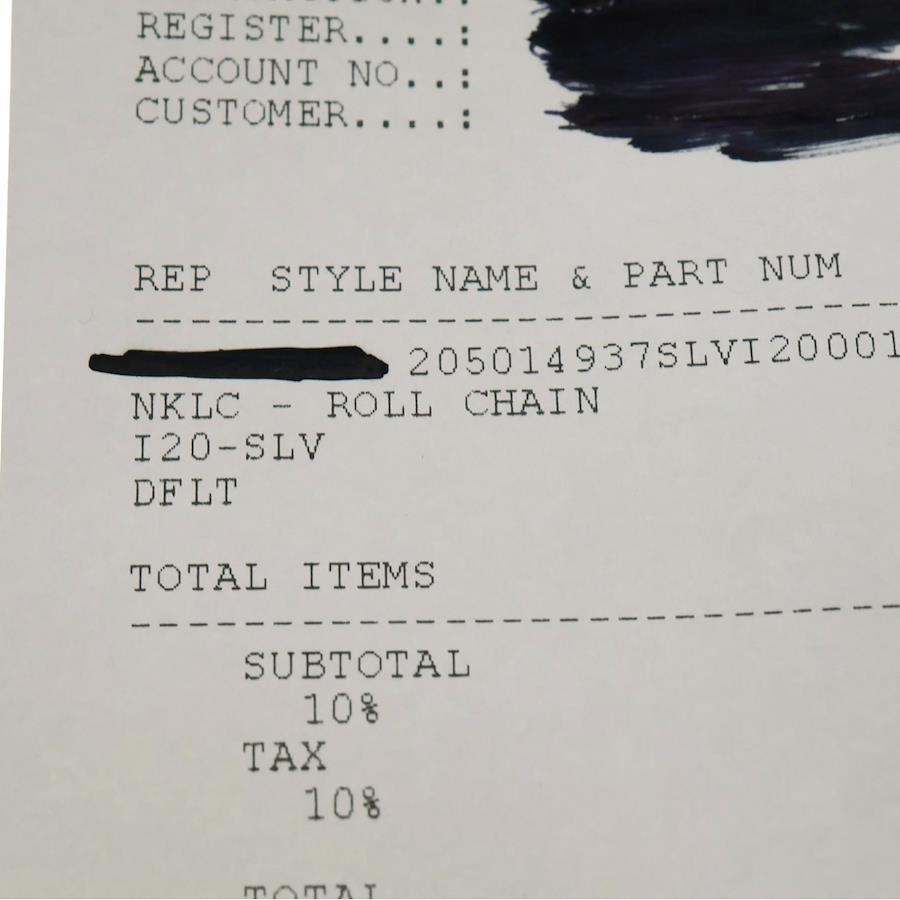 REGISTER....:
ACCOUNT NO..:
CUSTOMER....:
REP STYLE NAME & PART NUM
205014937SLVI20001
NKLC - ROLL CHAIN
I20-SLV
DFLT
TOTAL ITEMS
SUBTOTAL
10%
TAX
10%
TOTAL